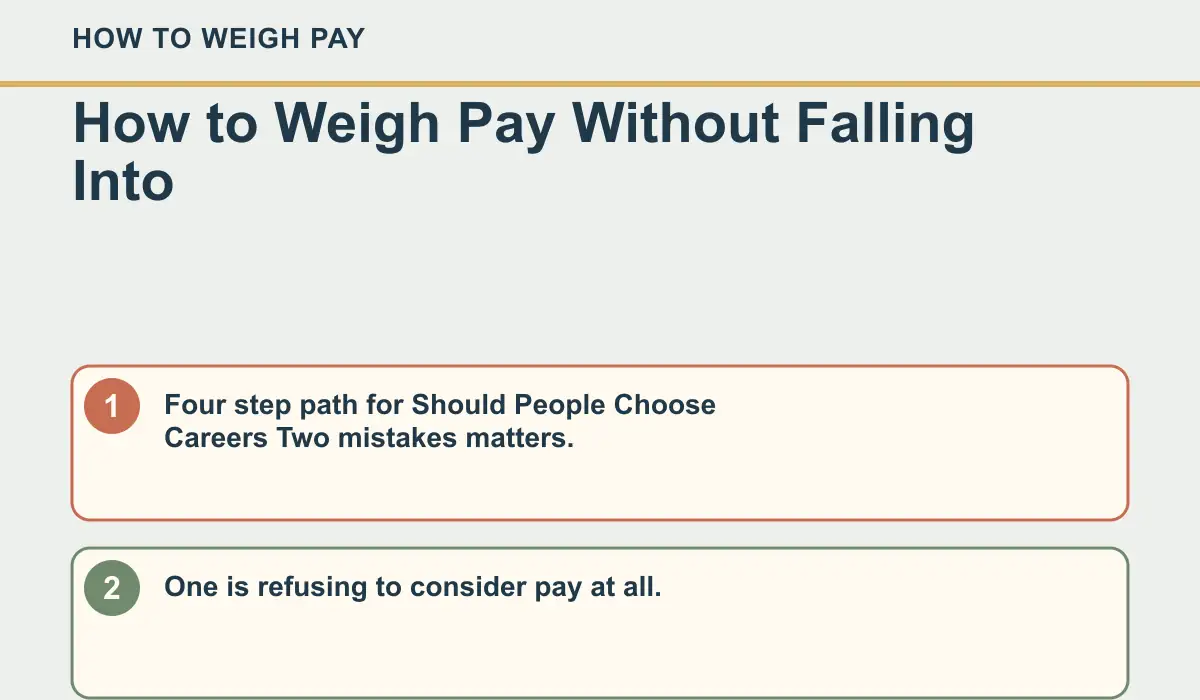 HOW TO WEIGH PAY
How to Weigh Pay Without Falling
Into
1
Four step path for Should People Choose
Careers Two mistakes matters.
2
One is refusing to consider pay at all.